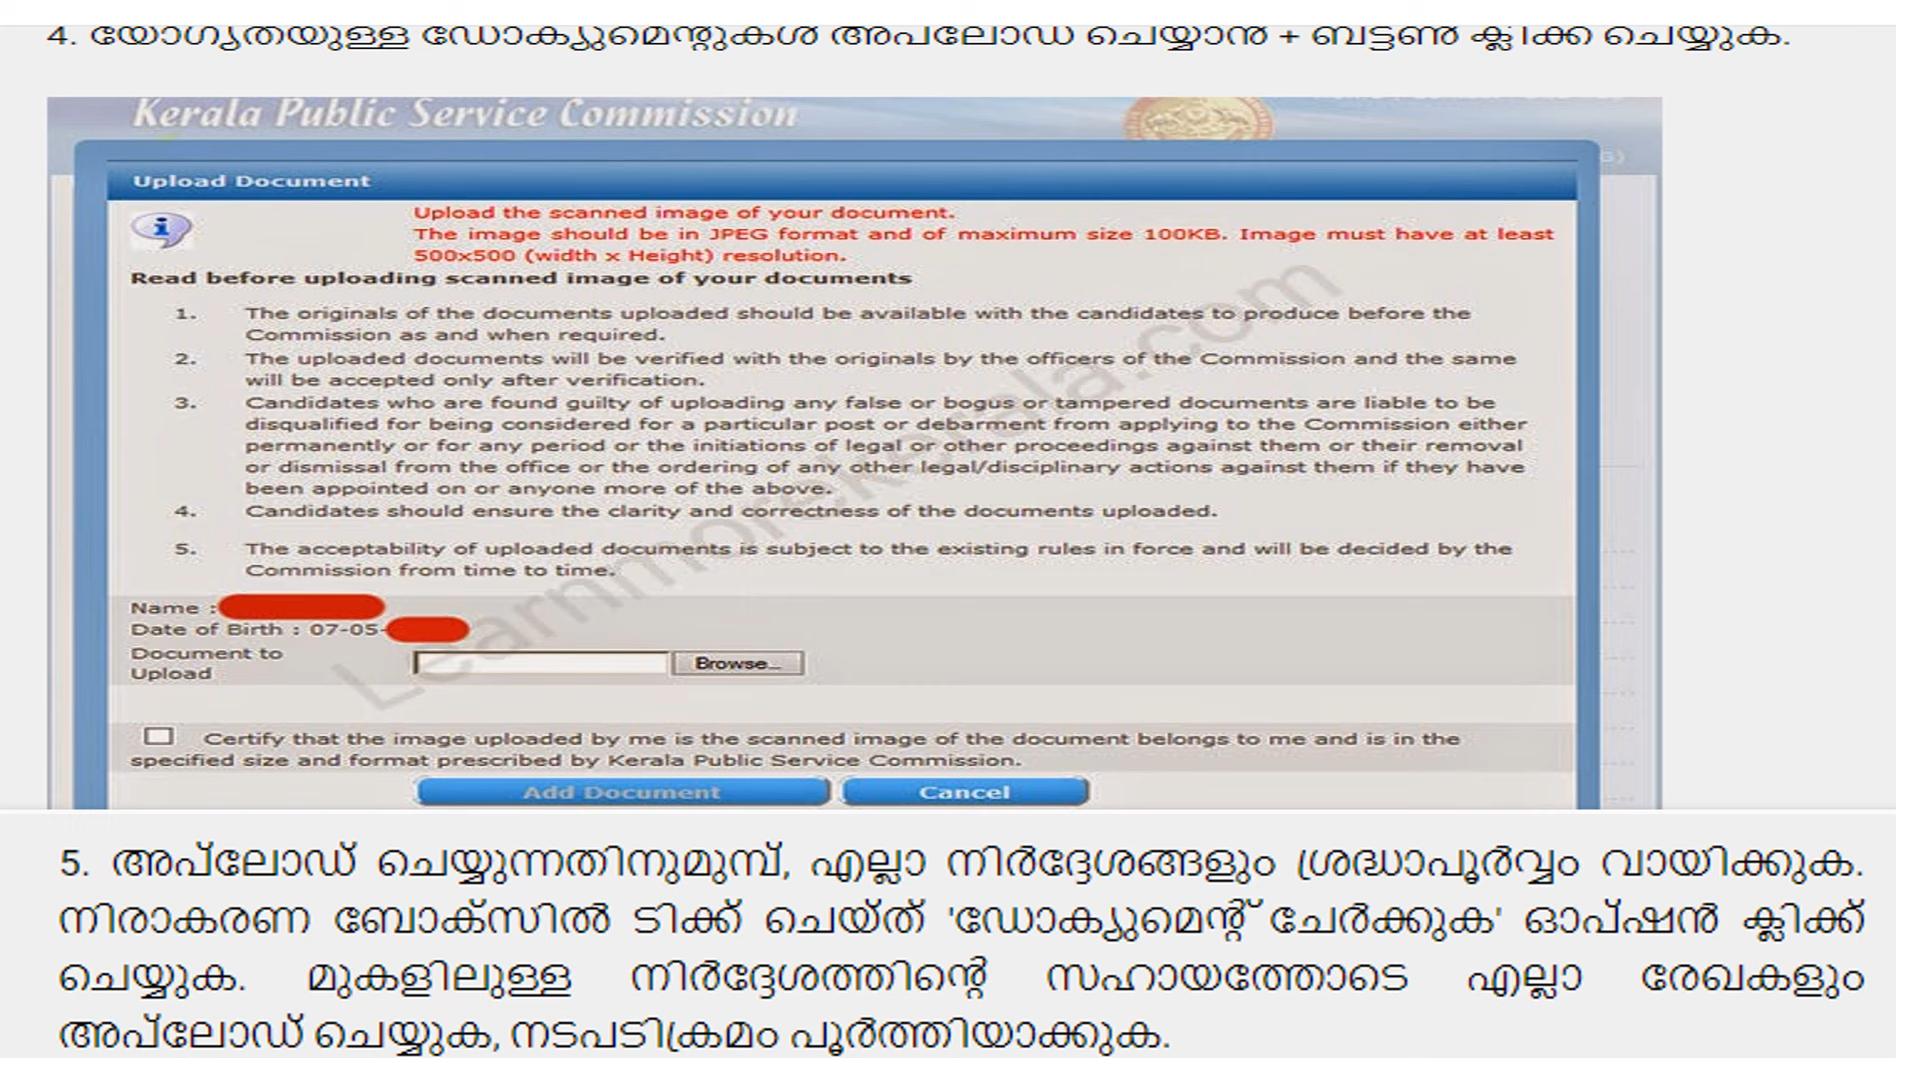 4. യോഗ്യതയുള്ള ഡോക്യുമെന്റുകൾ അപ്ലോഡ് ചെയ്യാൻ + ബട്ടൺ ക്ലിക്ക് ചെയ്യുക.
Kerala Public Service Commission
Upload Document
Upload the scanned image of your document.
The image should be in JPEG format and of maximum size 100KB. Image must have at least
500x500 (width x Height) resolution.
Read before uploading scanned image of your documents
1. The originals of the documents uploaded should be available with the candidates to produce before the
Commission as and when required.
2. The uploaded documents will be verified with the originals by the officers of the Commission and the same
will be accepted only after verification.
3. Candidates who are found guilty of uploading any false or bogus or tampered documents are liable to be
disqualified for being considered for a particular post or debarment from applying to the Commission either
permanently or for any period or the initiations of legal or other proceedings against them or their removal
or dismissal from the office or the ordering of any other legal/disciplinary actions against them if they have
been appointed on or anyone more of the above.
4. Candidates should ensure the clarity and correctness of the documents uploaded.
5. The acceptability of uploaded documents is subject to the existing rules in force and will be decided by the
Commission from time to time.
Name :
Date of Birth : 07-05-
Document to
Upload
Browse...
Certify that the image uploaded by me is the scanned image of the document belongs to me and is in the
specified size and format prescribed by Kerala Public Service Commission.
Add Document Cancel
Learnmorekerala.com
5. അപ്ലോഡ് ചെയ്യുന്നതിനുമുമ്പ്, എല്ലാ നിർദ്ദേശങ്ങളും ശ്രദ്ധാപൂർവ്വം വായിക്കുക.
നിരാകരണ ബോക്സിൽ ടിക്ക് ചെയ്ത് 'ഡോക്യുമെന്റ് ചേർക്കുക' ഓപ്ഷൻ ക്ലിക്ക്
ചെയ്യുക. മുകളിലുള്ള നിർദ്ദേശത്തിന്റെ സഹായത്തോടെ എല്ലാ രേഖകളും
അപ്ലോഡ് ചെയ്യുക, നടപടിക്രമം പൂർത്തിയാക്കുക.